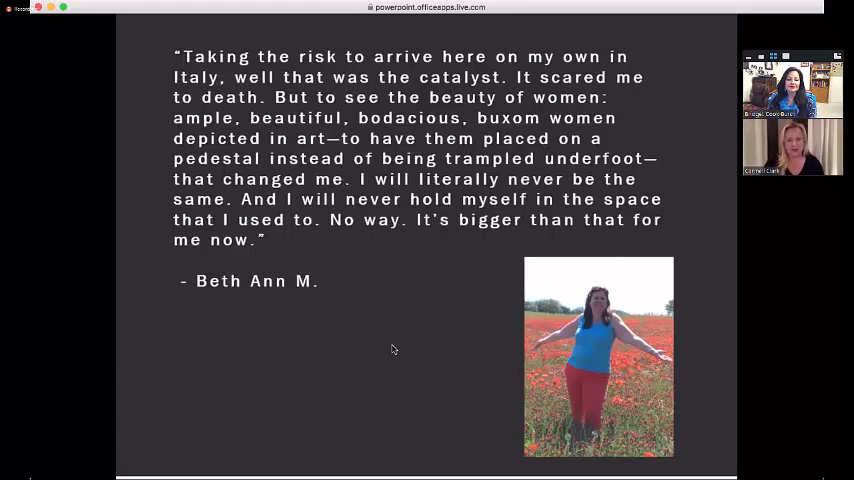 powerpoint.officeapps.live.com
“Taking the risk to arrive here on my own in
Italy, well that was the catalyst. It scared me
to death. But to see the beauty of women:
ample, beautiful, bodacious, buxom women
depicted in art—to have them placed on a
pedestal instead of being trampled underfoot—
that changed me. I will literally never be the
same. And I will never hold myself in the space
that I used to. No way. It’s bigger than that for
me now.”
- Beth Ann M.
Bridget Cook-Burch
Carmell Clark